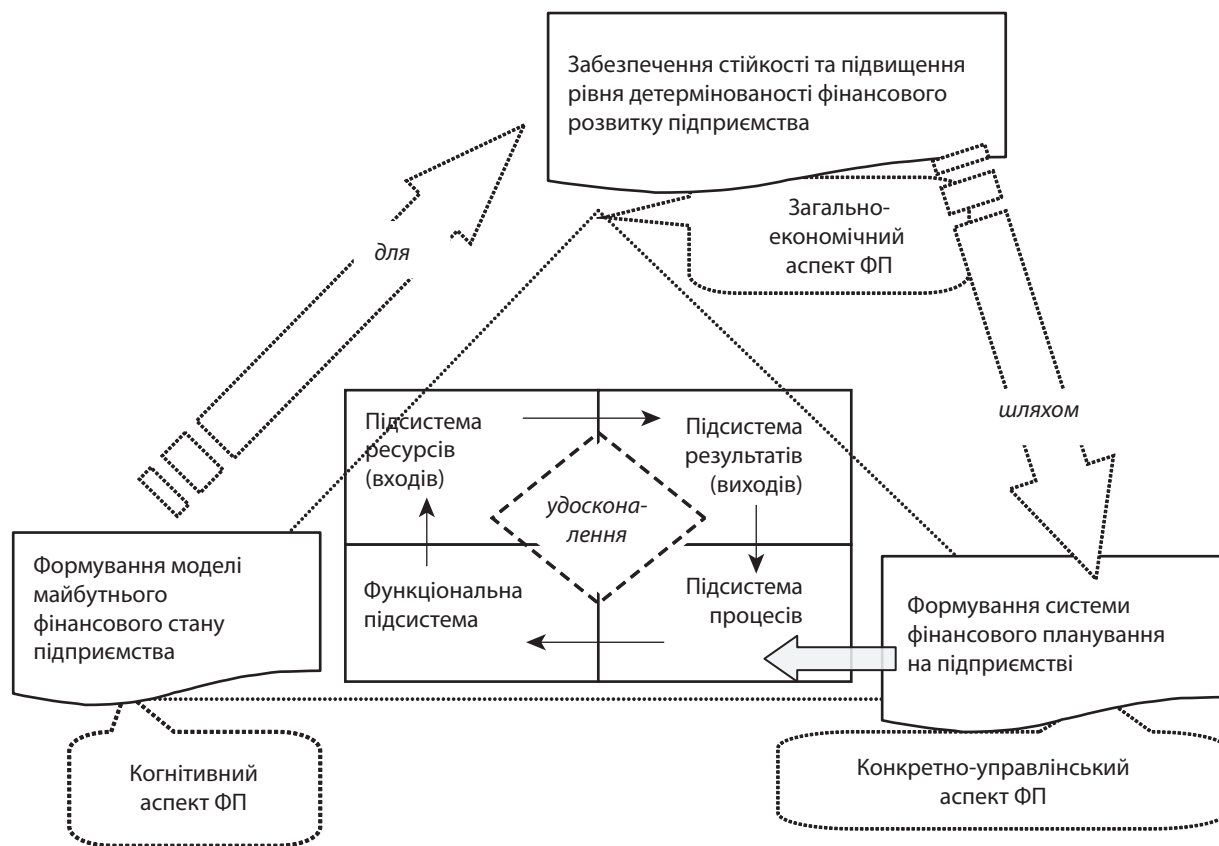 Забезпечення стійкості та підвищення
рівня детермінованості фінансового
розвитку підприємства
Загально-
економічний
аспект ФП
для
шляхом
Підсистема
ресурсів
(входів)
Підсистема
результатів
(виходів)
удоскона-
лення
Функціональна
підсистема
Підсистема
процесів
Формування моделі
майбутнього
фінансового стану
підприємства
Формування системи
фінансового планування
на підприємстві
Когнітивний
аспект ФП
Конкретно-управлінський
аспект ФП